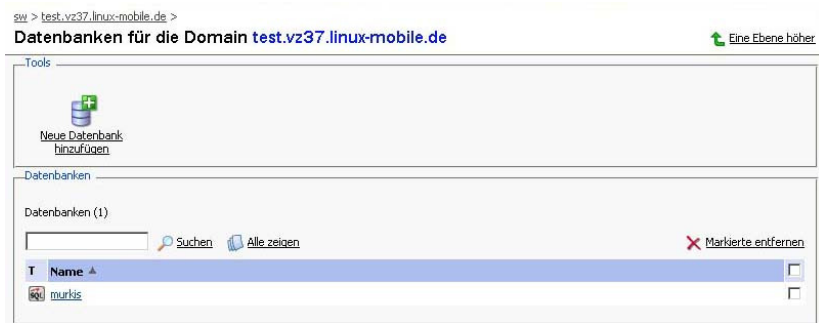 sw > test.vz37.linux-mobile.de >
Datenbanken für die Domain test.vz37.linux-mobile.de
Eine Ebene höher
Tools
Neue Datenbank
hinzufügen
Datenbanken
Datenbanken (1)
Suchen Alle zeigen Markierte entfernen
T Name
SQL murkis